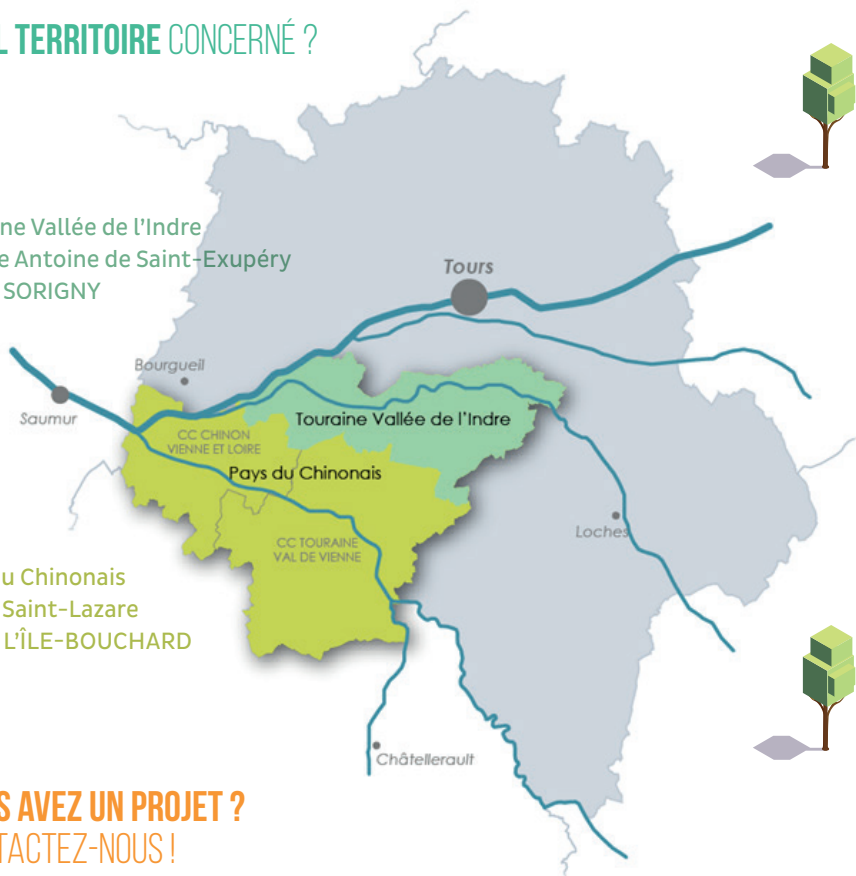 L TERRITOIRE CONCERNÉ ?
ne Vallée de l'Indre
e Antoine de Saint-Exupéry
SORIGNY
Tours
Bourgueil
Saumur
Touraine Vallée de l'Indre
CC CHINON
VIENNE ET LOIRE
Pays du Chinonais
Loches
CC TOURAINE
VAL DE VIENNE
u Chinonais
Saint-Lazare
L'ÎLE-BOUCHARD
Châtellerault
S AVEZ UN PROJET ?
TACTEZ-NOUS !